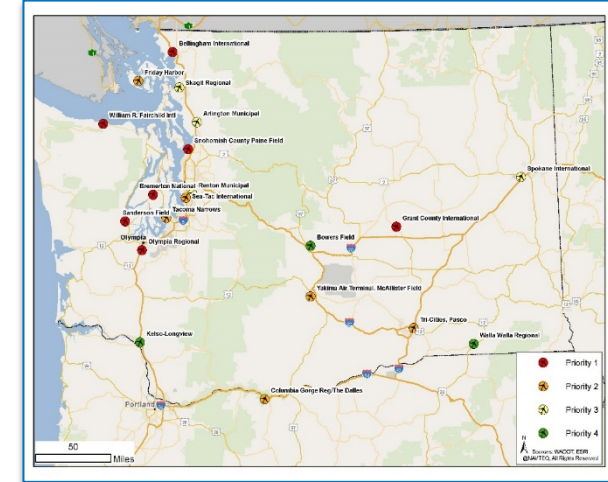 Bellingham International
Friday Harbor
Skagit Regional
William R. Fairchild Intl
Arlington Municipal
Snohomish County Paine Field
Spokane International
Bremerton National
Renton Municipal
Sea-Tac International
Sanderson Field
Tacoma Narrows
Grant County International
Olympia
Olympia Regional
Bowers Field
Yakima Air Terminal, McAllister Field
Tri-Cities, Pasco
Kelso-Longview
Walla Walla Regional
Columbia Gorge Reg/The Dalles
Portland
Priority 1
Priority 2
Priority 3
Priority 4
N
50
Miles
Sources: WSDOT, ESRI
@NAVTEQ, All Rights Reserved